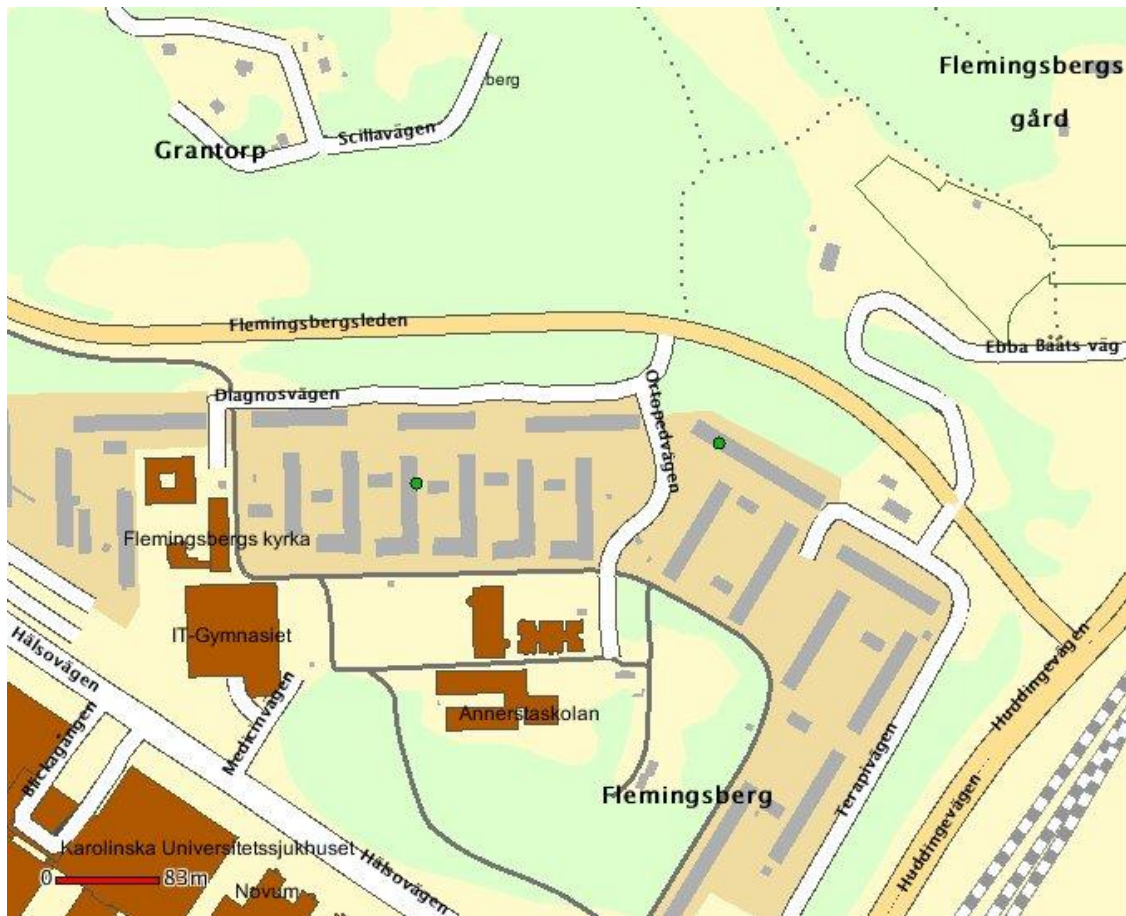 Flemingsbergs
gård
berg
Scillavägen
Grantorp
Flemingsbergsleden
Ebba Bååts väg
Diagnosvägen
Ortopedvägen
Flemingsbergs kyrka
IT-Gymnasiet
Hälsovägen
Medicinvägen
Annerstaskolan
Huddingevägen
Blickagången
Flemingsberg
Terapivägen
Huddingevägen
Karolinska Universitetssjukhuset
Hälsovägen
0 83m
Novum